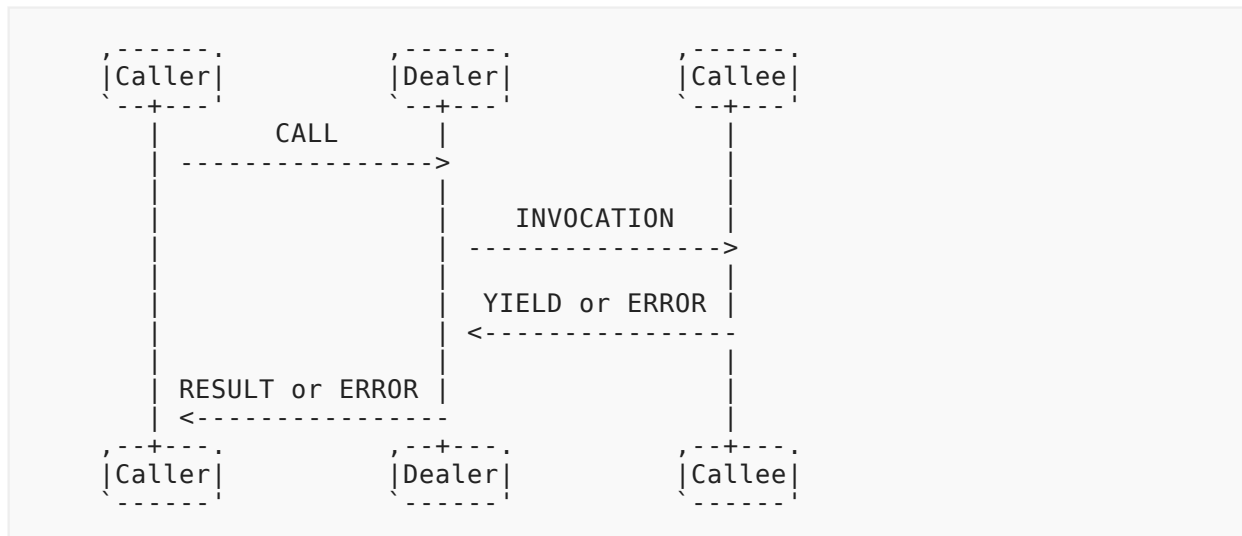 ,------.          ,------.          ,------.
|Caller|          |Dealer|          |Callee|
`--+---'          `--+---'          `--+---'
   |       CALL      |                 |
   | ---------------->                 |
   |                 |                 |
   |                 |    INVOCATION   |
   |                 | ---------------->
   |                 |                 |
   |                 |  YIELD or ERROR |
   |                 | <----------------
   |                 |                 |
   | RESULT or ERROR |                 |
   | <----------------                 |
,--+---.          ,--+---.          ,--+---.
|Caller|          |Dealer|          |Callee|
`------'          `------'          `------'